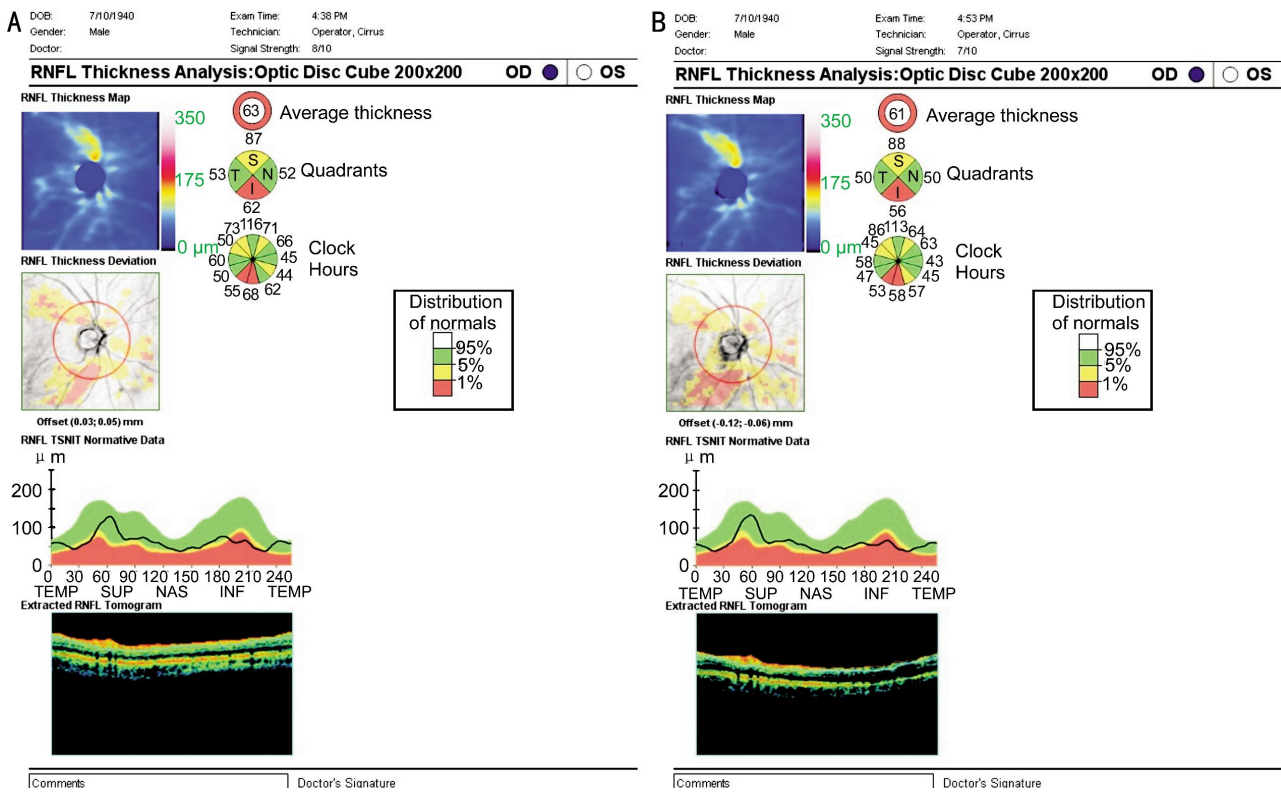 A
DOB: 7/10/1940 Exam Time: 4:38 PM
Gender: Male Technician: Operator, Cirrus
Doctor: Signal Strength: 8/10
RNFL Thickness Analysis:Optic Disc Cube 200x200 OD OS
RNFL Thickness Map
350
175
0 µm
63 Average thickness
87
53 T S N I 52 Quadrants
62
73 116 71
50 66
60 45
50 44
55 68 62
Clock
Hours
RNFL Thickness Deviation
Distribution
of normals
95%
5%
1%
Offset (0.03; 0.05) mm
RNFL TSNIT Normative Data
µ m
200
100
0
0 30 60 90 120 150 180 210 240
TEMP SUP NAS INF TEMP
Extracted RNFL Tomogram
Comments Doctor's Signature
B
DOB: 7/10/1940 Exam Time: 4:53 PM
Gender: Male Technician: Operator, Cirrus
Doctor: Signal Strength: 7/10
RNFL Thickness Analysis:Optic Disc Cube 200x200 OD OS
RNFL Thickness Map
350
175
0 µm
61 Average thickness
88
50 T S N I 50 Quadrants
56
86 113 64
45 63
58 43
47 45
53 58 57
Clock
Hours
RNFL Thickness Deviation
Distribution
of normals
95%
5%
1%
Offset (-0.12; -0.06) mm
RNFL TSNIT Normative Data
µ m
200
100
0
0 30 60 90 120 150 180 210 240
TEMP SUP NAS INF TEMP
Extracted RNFL Tomogram
Comments Doctor's Signature